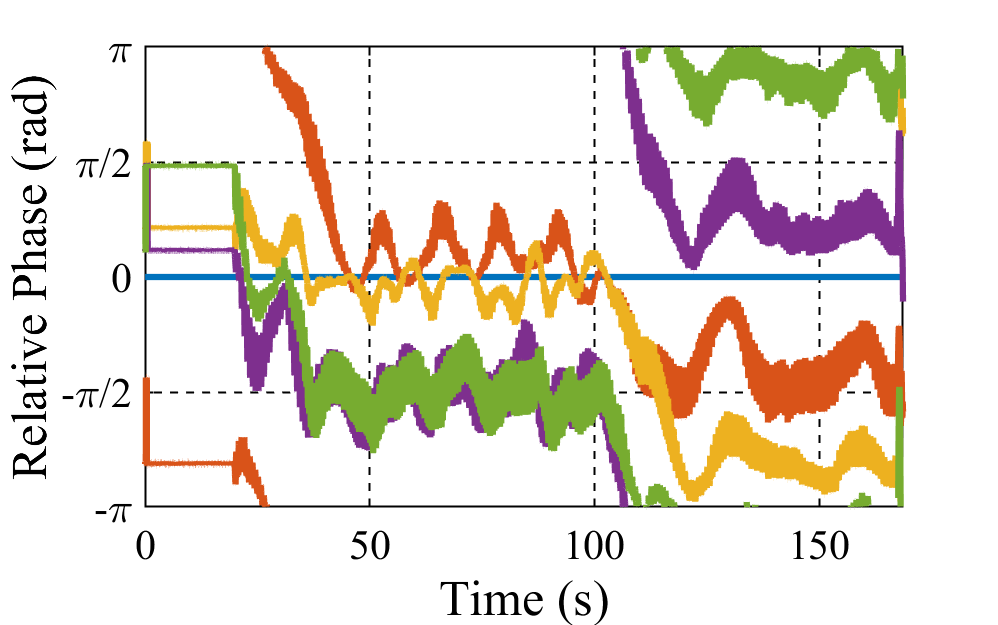 π
π/2
0
-π/2
-π
Relative Phase (rad)
0 50 100 150
Time (s)